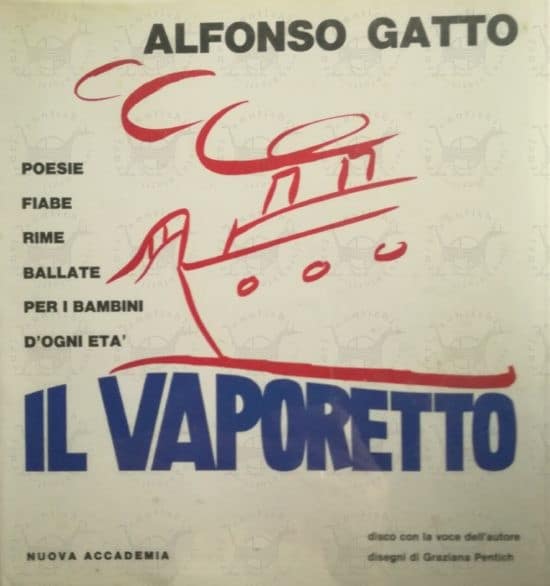 ALFONSO GATTO
POESIE
FIABE
RIME
BALLATE
PER I BAMBINI
D'OGNI ETA'
IL VAPORETTO
disco con la voce dell'autore
NUOVA ACCADEMIA
disegni di Graziana Pentich